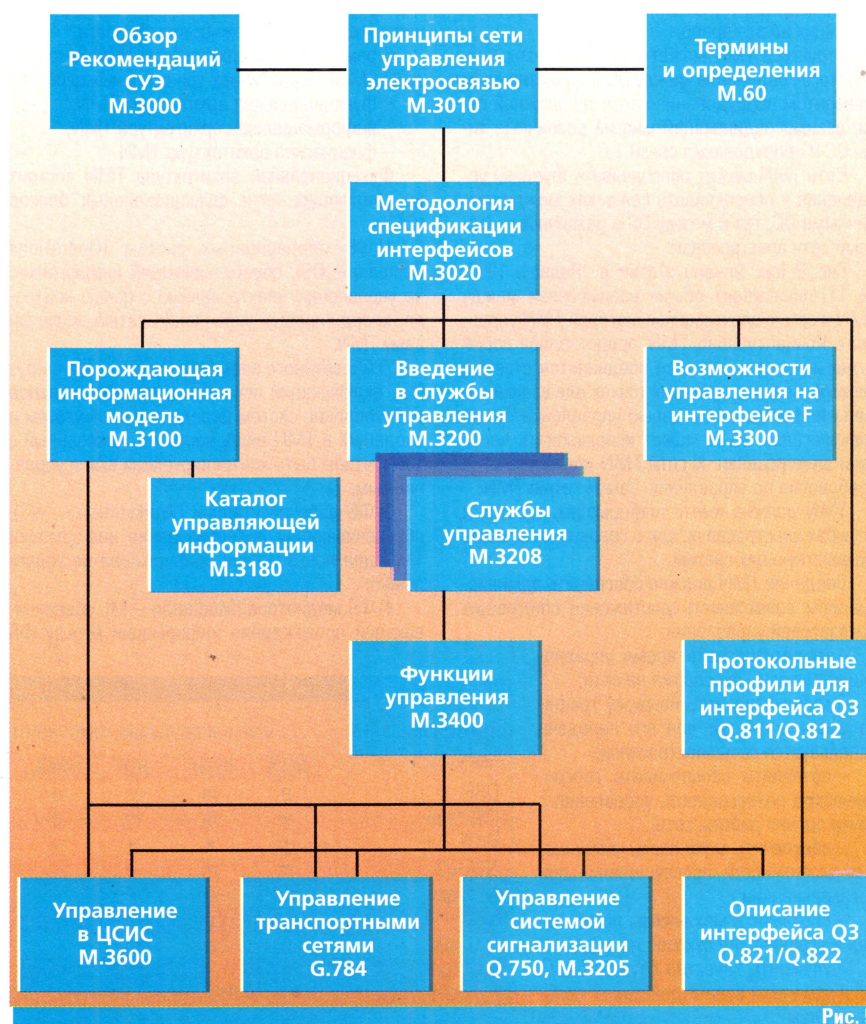 Обзор
Рекомендаций
СУЭ
M.3000
Принципы сети
управления
электросвязью
M.3010
Термины
и определения
M.60
Методология
спецификации
интерфейсов
M.3020
Порождающая
информационная
модель
M.3100
Введение
в службы
управления
M.3200
Возможности
управления на
интерфейсе F
M.3300
Каталог
управляющей
информации
M.3180
Службы
управления
M.3208
Функции
управления
M.3400
Протокольные
профили для
интерфейса Q3
Q.811/Q.812
Управление
в ЦСИС
M.3600
Управление
транспортными
сетями
G.784
Управление
системой
сигнализации
Q.750, M.3205
Описание
интерфейса Q3
Q.821/Q.822
Рис.